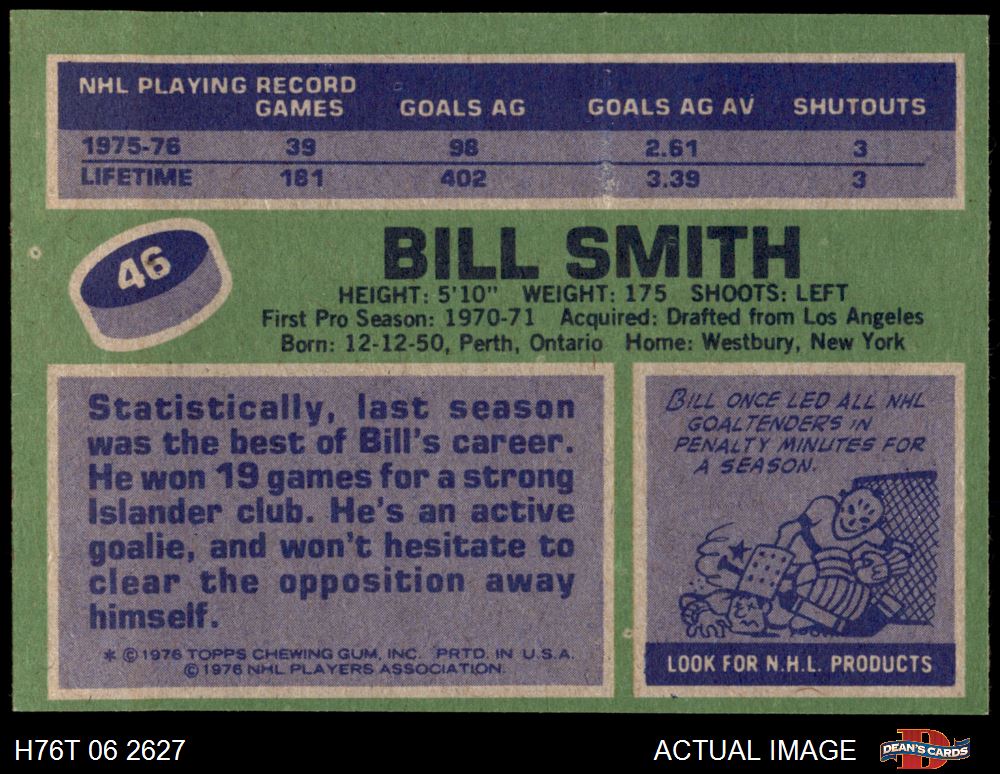 NHL PLAYING RECORD
GAMES GOALS AG GOALS AG AV SHUTOUTS
1975-76 39 98 2.61 3
LIFETIME 181 402 3.39 3
46
BILL SMITH
HEIGHT: 5'10" WEIGHT: 175 SHOOTS: LEFT
First Pro Season: 1970-71 Acquired: Drafted from Los Angeles
Born: 12-12-50, Perth, Ontario Home: Westbury, New York
Statistically, last season
was the best of Bill's career.
He won 19 games for a strong
Islander club. He's an active
goalie, and won't hesitate to
clear the opposition away
himself.
* © 1976 TOPPS CHEWING GUM, INC. PRTD. IN U.S.A.
© 1976 NHL PLAYERS ASSOCIATION.
BILL ONCE LED ALL NHL
GOALTENDERS IN
PENALTY MINUTES FOR
A SEASON.
LOOK FOR N.H.L. PRODUCTS
H76T 06 2627
ACTUAL IMAGE
DEAN'S CARDS